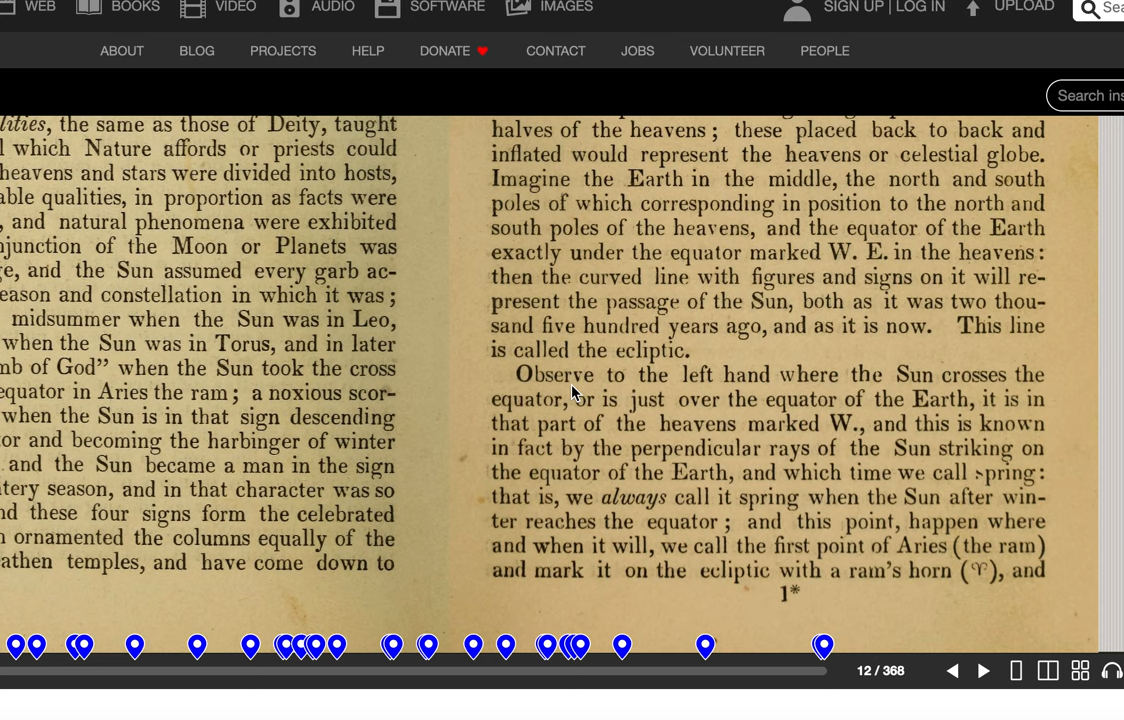 WEB BOOKS VIDEO AUDIO SOFTWARE IMAGES SIGN UP | LOG IN UPLOAD Sea
ABOUT BLOG PROJECTS HELP DONATE CONTACT JOBS VOLUNTEER PEOPLE
Search ins
lities, the same as those of Deity, taught
l which Nature affords or priests could
heavens and stars were divided into hosts,
able qualities, in proportion as facts were
, and natural phenomena were exhibited
njunction of the Moon or Planets was
ge, and the Sun assumed every garb ac-
eason and constellation in which it was;
midsummer when the Sun was in Leo,
when the Sun was in Torus, and in later
mb of God" when the Sun took the cross
equator in Aries the ram; a noxious scor-
when the Sun is in that sign descending
tor and becoming the harbinger of winter
and the Sun became a man in the sign
tery season, and in that character was so
nd these four signs form the celebrated
n ornamented the columns equally of the
eathen temples, and have come down to
halves of the heavens; these placed back to back and
inflated would represent the heavens or celestial globe.
Imagine the Earth in the middle, the north and south
poles of which corresponding in position to the north and
south poles of the heavens, and the equator of the Earth
exactly under the equator marked W. E. in the heavens:
then the curved line with figures and signs on it will re-
present the passage of the Sun, both as it was two thou-
sand five hundred years ago, and as it is now. This line
is called the ecliptic.
Observe to the left hand where the Sun crosses the
equator, or is just over the equator of the Earth, it is in
that part of the heavens marked W., and this is known
in fact by the perpendicular rays of the Sun striking on
the equator of the Earth, and which time we call spring:
that is, we always call it spring when the Sun after win-
ter reaches the equator; and this point, happen where
and when it will, we call the first point of Aries (the ram)
and mark it on the ecliptic with a ram's horn (♈), and
1*
12 / 368